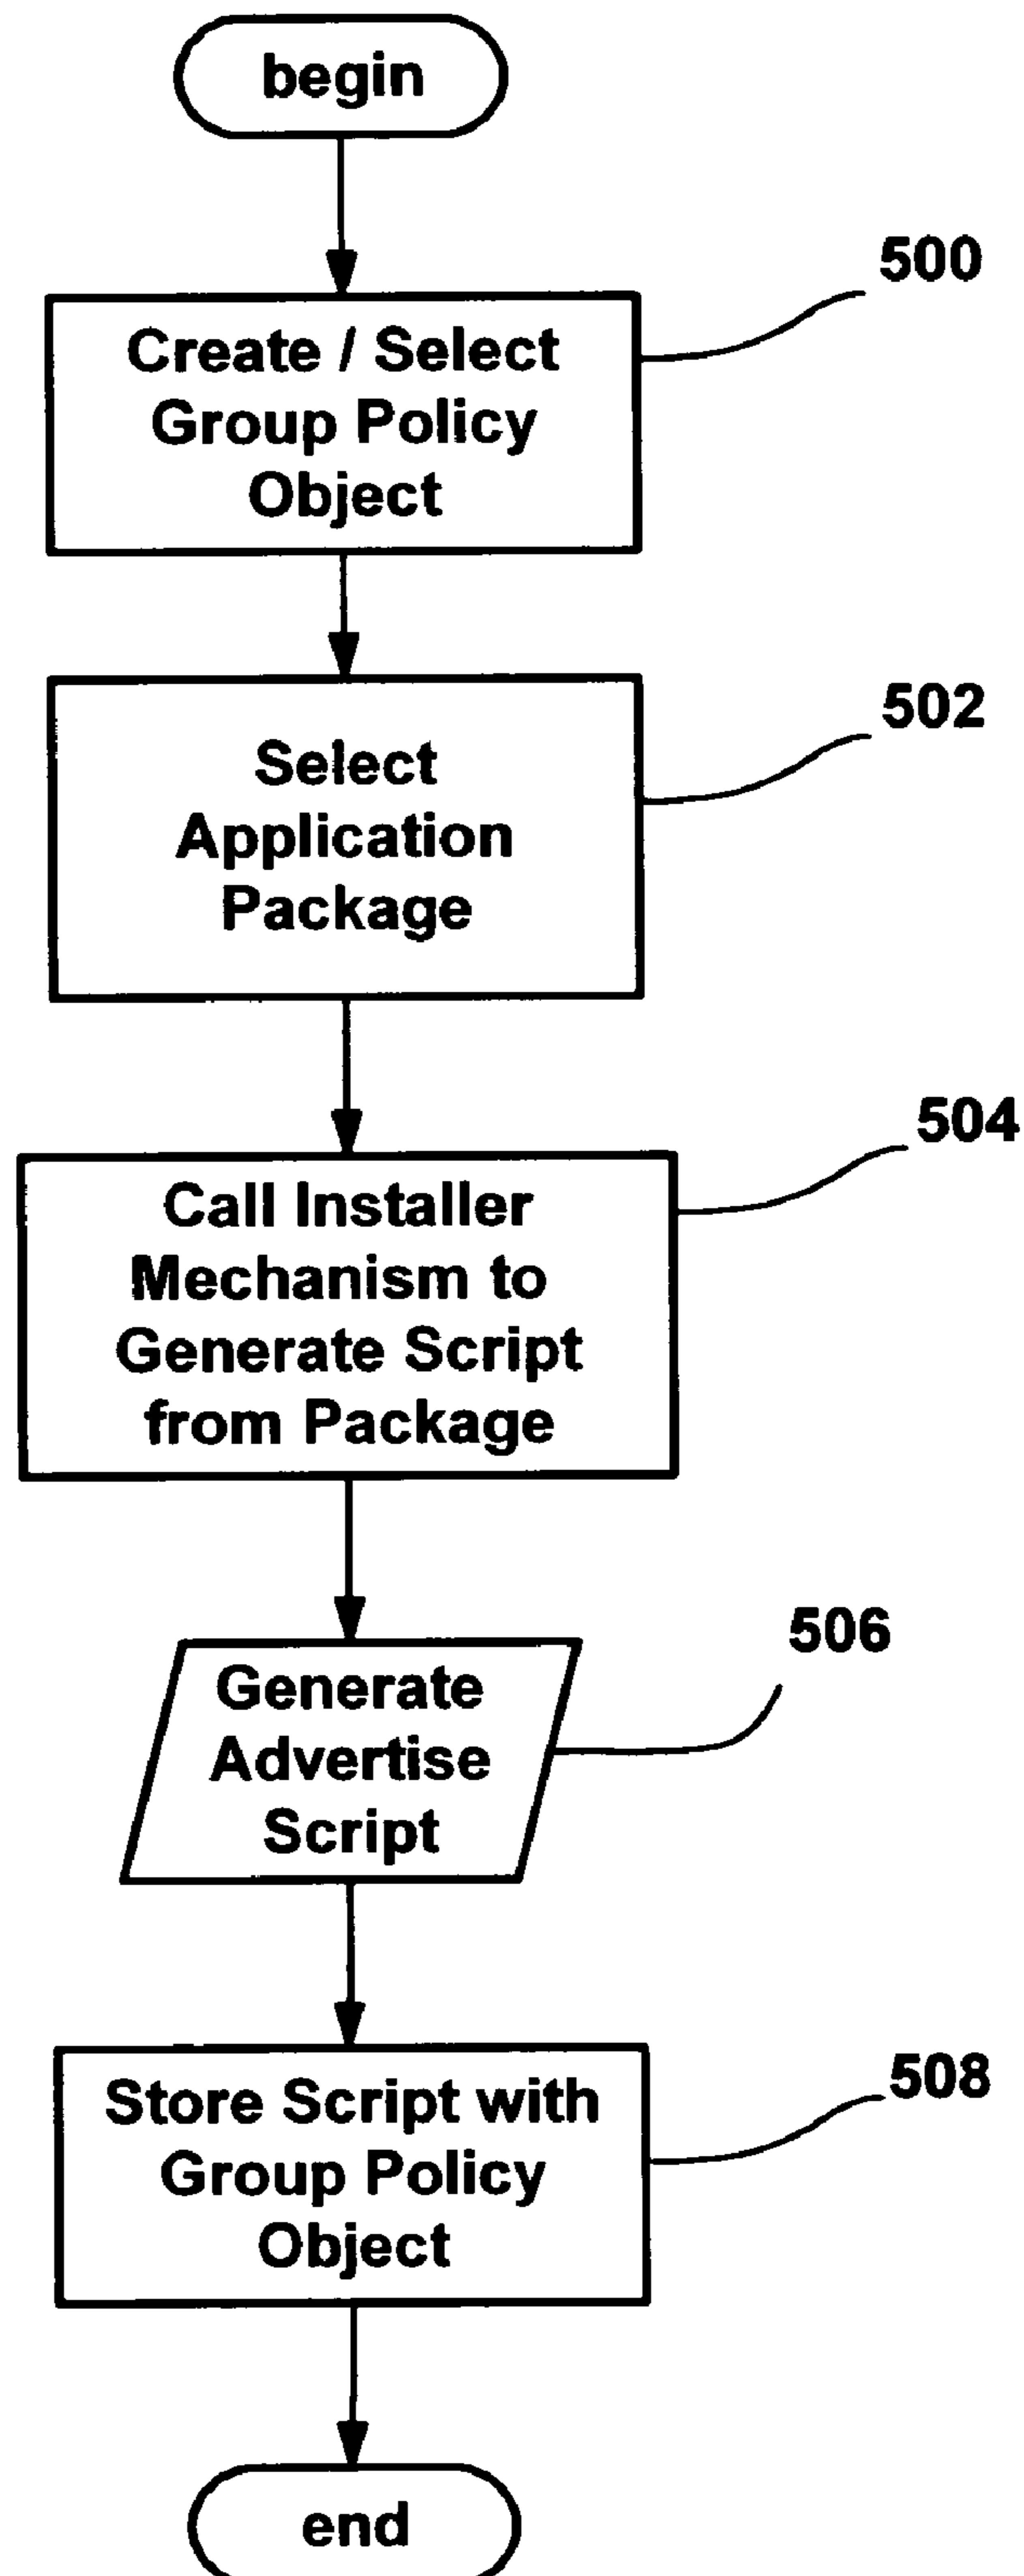 begin
500
Create / Select
Group Policy
Object
502
Select
Application
Package
504
Call Installer
Mechanism to
Generate Script
from Package
506
Generate
Advertise
Script
508
Store Script with
Group Policy
Object
end